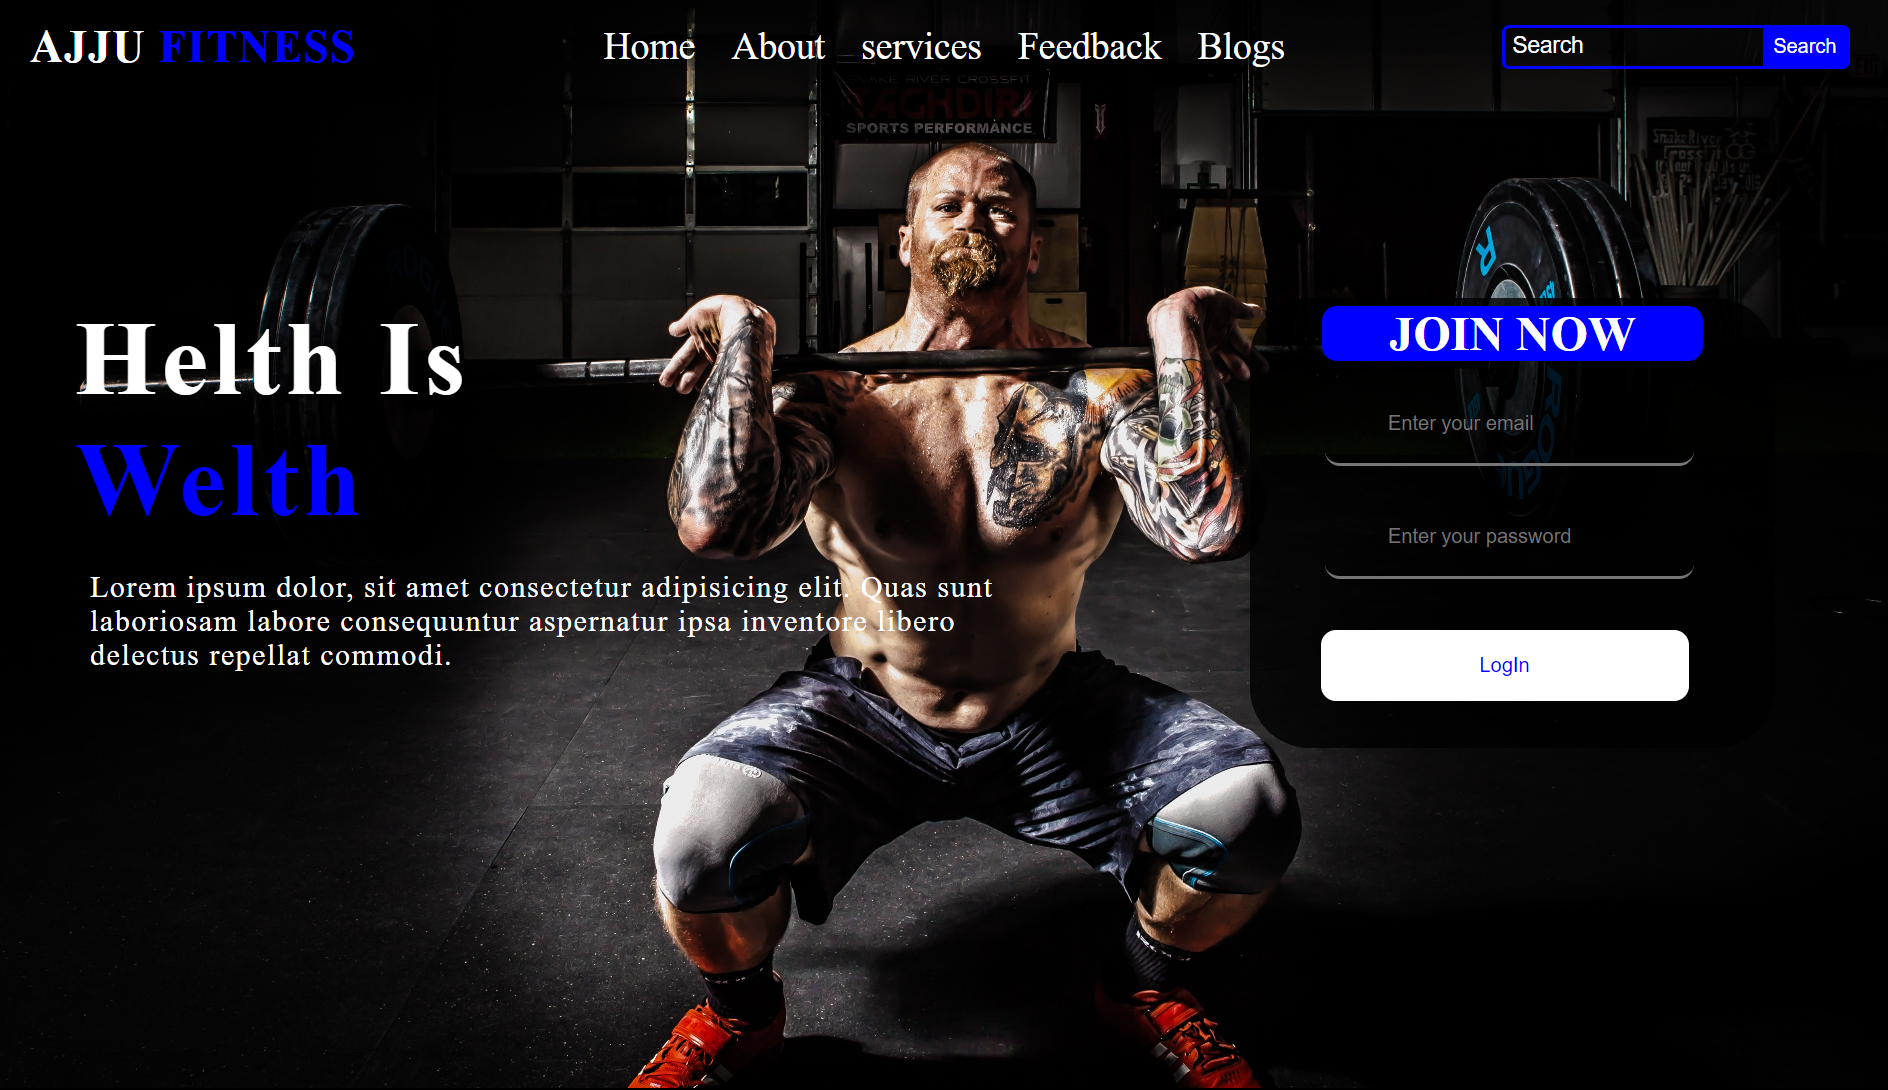 AJJU FITNESS
Home About services Feedback Blogs
Search Search
SNAKE RIVER CROSSFIT
TAGHDIRI
SPORTS PERFORMANCE
Helth Is
Welth
Lorem ipsum dolor, sit amet consectetur adipisicing elit. Quas sunt
laboriosam labore consequuntur aspernatur ipsa inventore libero
delectus repellat commodi.
JOIN NOW
Enter your email
Enter your password
LogIn